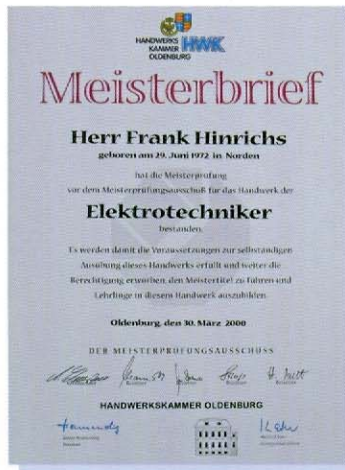 HANDWERKS
KAMMER
OLDENBURG
HWK
Meisterbrief
Herr Frank Hinrichs
geboren am 29. Juni 1972 in Norden
hat die Meisterprüfung
vor dem Meisterprüfungsausschuß für das Handwerk der
Elektrotechniker
bestanden.
Es werden damit die Voraussetzungen zur selbständigen
Ausübung dieses Handwerks erfüllt und weiter die
Berechtigung erworben, den Meistertitel zu führen und
Lehrlinge in diesem Handwerk auszubilden.
Oldenburg, den 30. März 2000
DER MEISTERPRÜFUNGSAUSSCHUSS
HANDWERKSKAMMER OLDENBURG